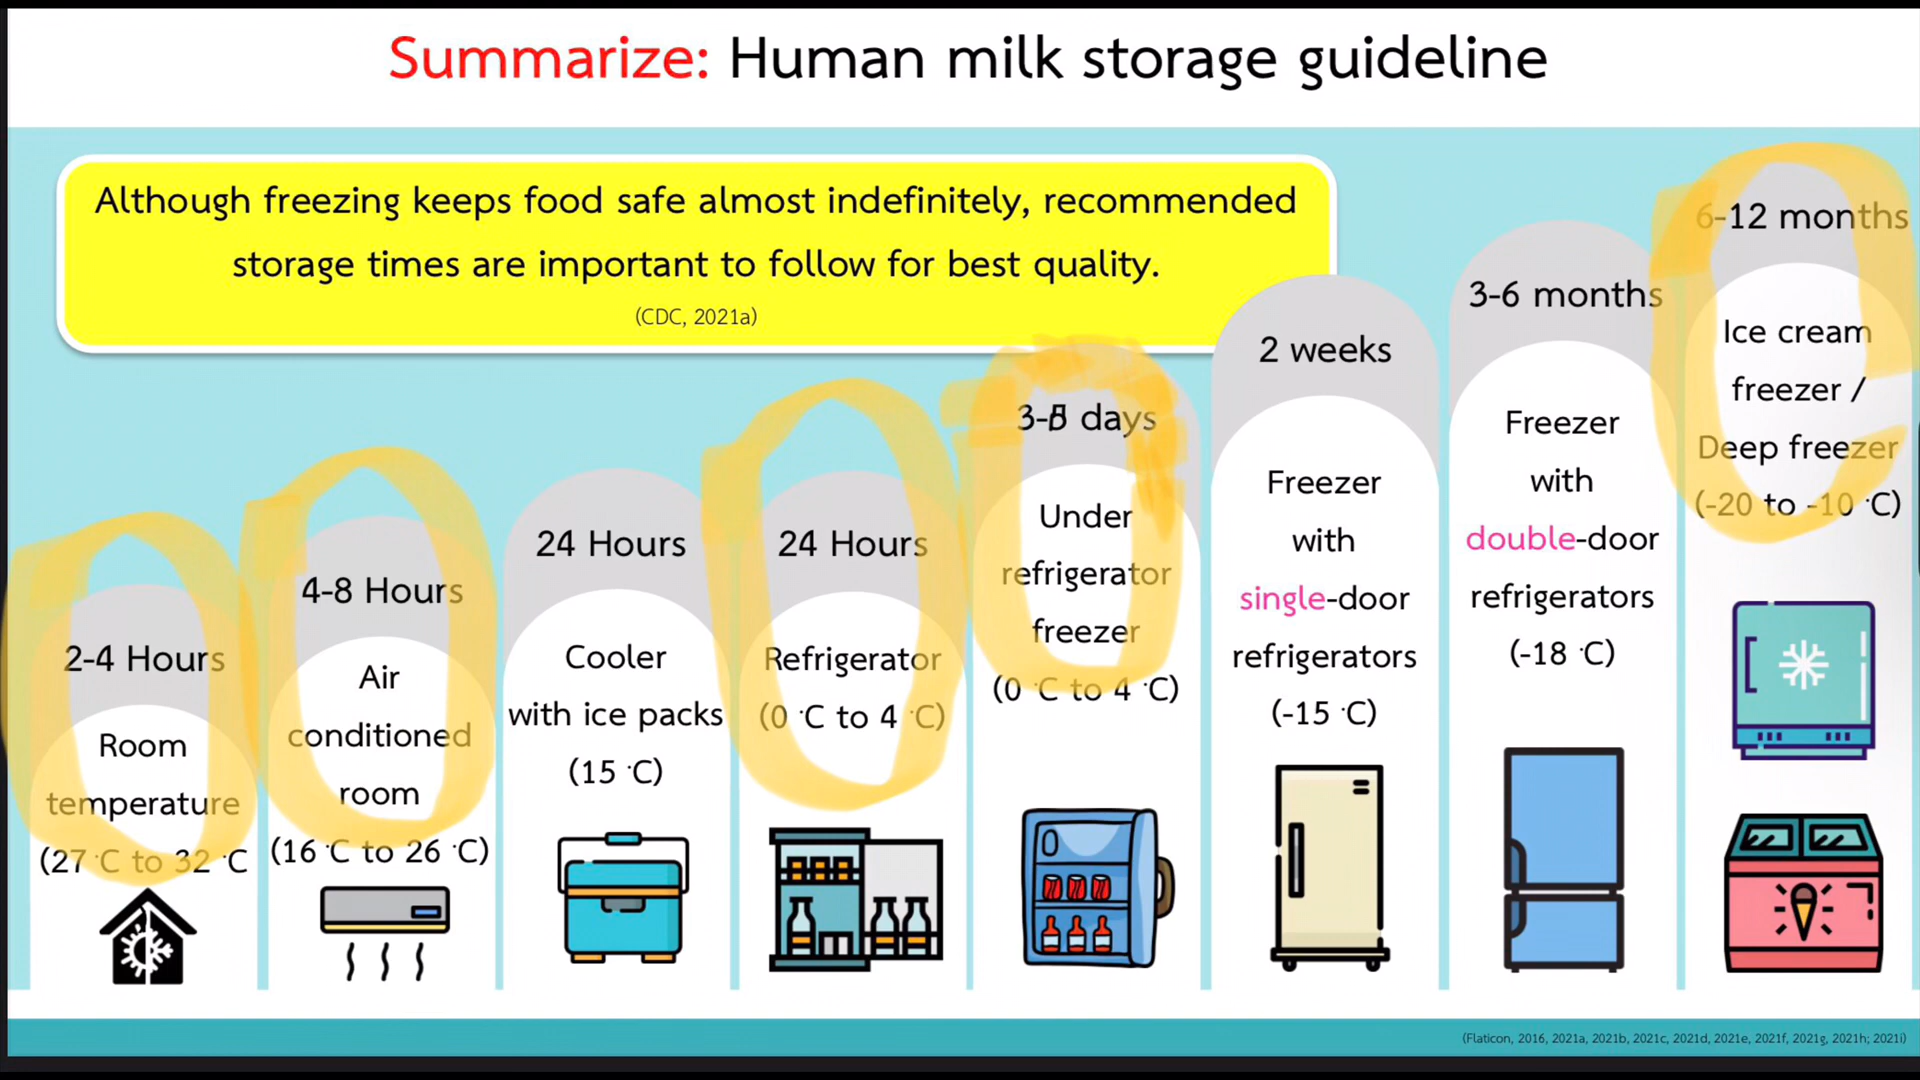 Summarize: Human milk storage guideline
Although freezing keeps food safe almost indefinitely, recommended
storage times are important to follow for best quality.
(CDC, 2021a)
2-4 Hours
Room
temperature
(27 °C to 32 °C
4-8 Hours
Air
conditioned
room
(16 °C to 26 °C)
24 Hours
Cooler
with ice packs
(15 °C)
24 Hours
Refrigerator
(0 °C to 4 °C)
days
Under
refrigerator
freezer
(0 °C to 4 °C)
2 weeks
Freezer
with
single-door
refrigerators
(-15 °C)
3-6 months
Freezer
with
double-door
refrigerators
(-18 °C)
6-12 months
Ice cream
freezer /
Deep freezer
(-20 to -10 °C)
(Flaticon, 2016, 2021a, 2021b, 2021c, 2021d, 2021e, 2021f, 2021g, 2021h; 2021i)